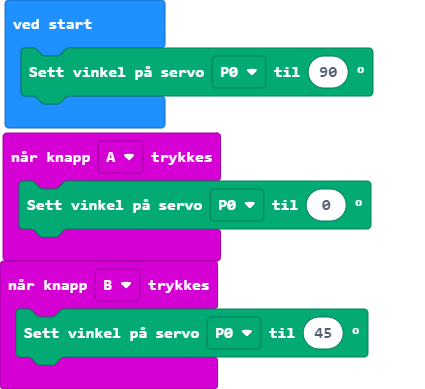 ved start
Sett vinkel på servo P0 til 90 °
når knapp A trykkes
Sett vinkel på servo P0 til 0 °
når knapp B trykkes
Sett vinkel på servo P0 til 45 °